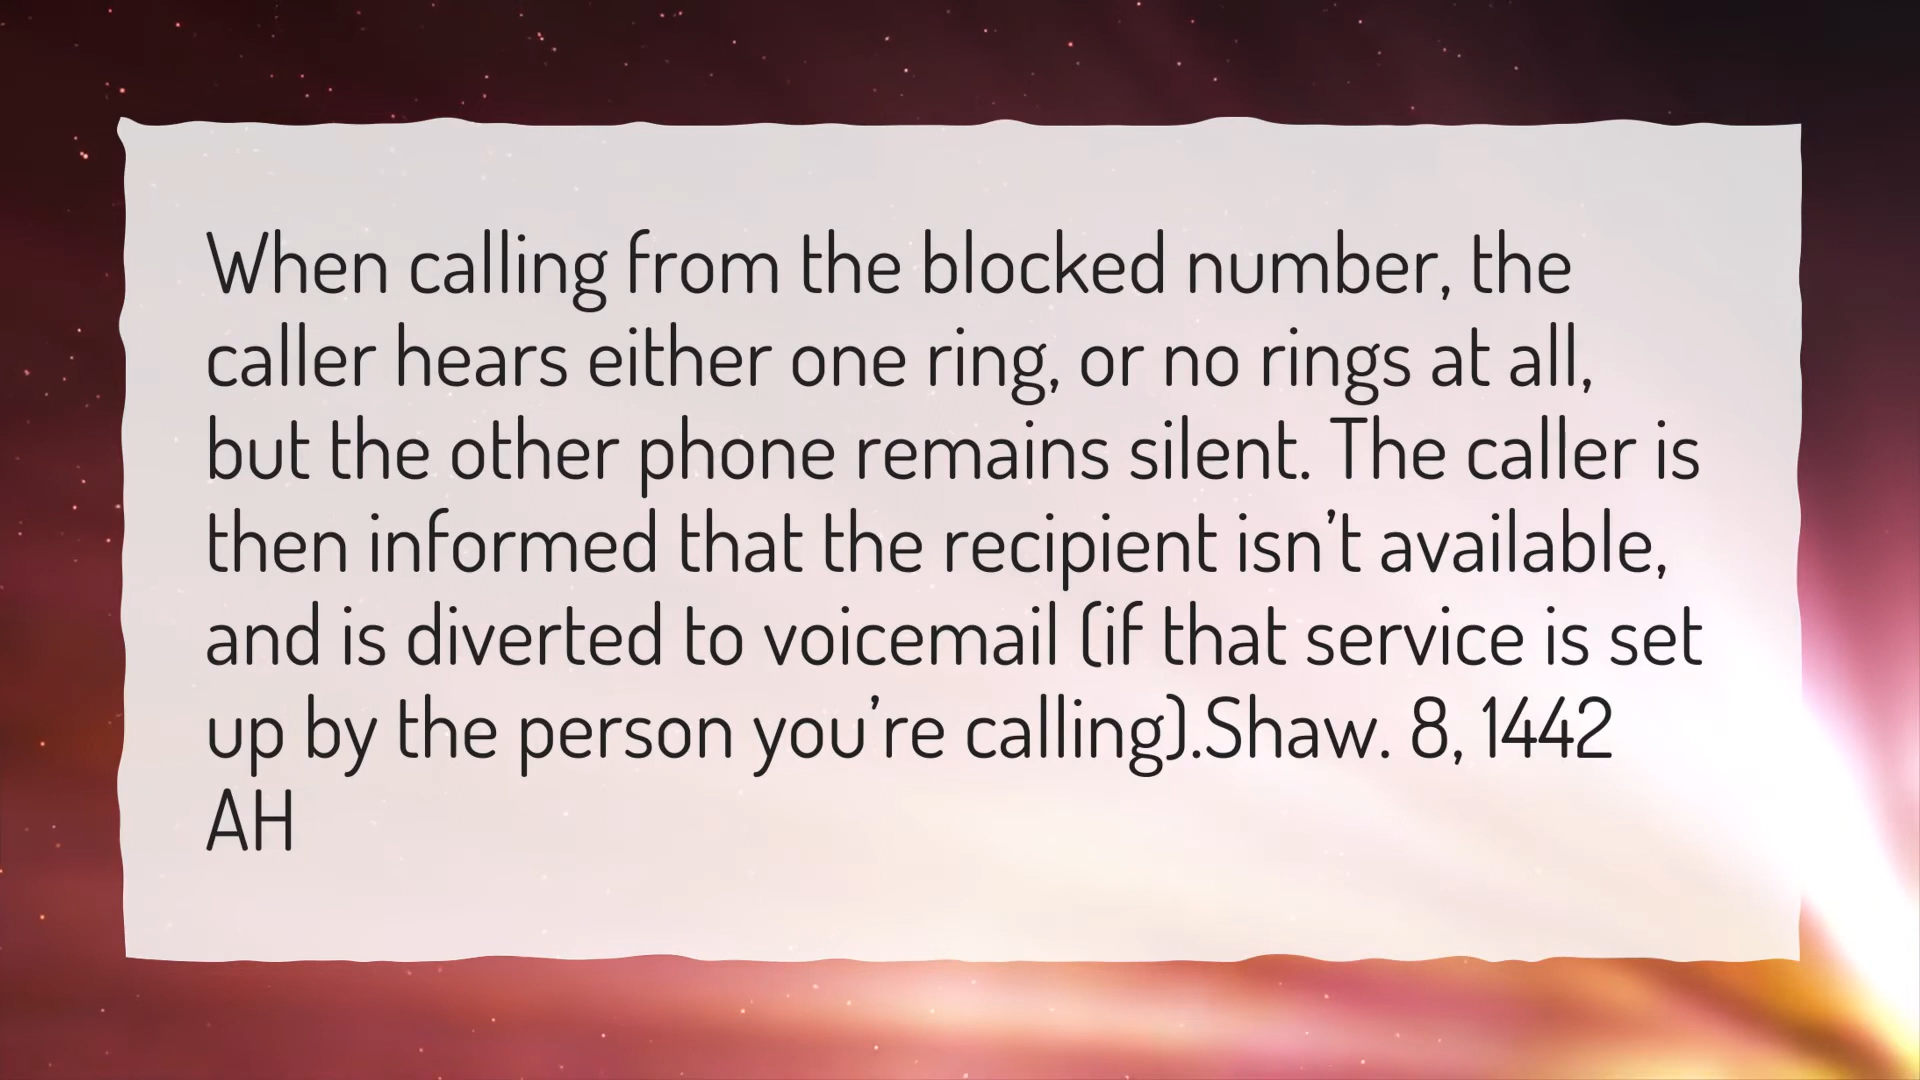 When calling from the blocked number, the
caller hears either one ring, or no rings at all,
but the other phone remains silent. The caller is
then informed that the recipient isn’t available,
and is diverted to voicemail (if that service is set
up by the person you’re calling).Shaw. 8, 1442
AH